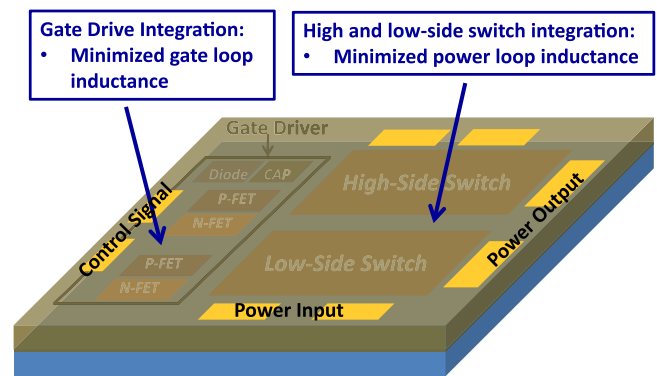 Gate Drive Integration:
• Minimized gate loop
inductance
High and low-side switch integration:
• Minimized power loop inductance
Gate Driver
Diode CAP
P-FET
N-FET
P-FET
N-FET
Control Signal
High-Side Switch
Low-Side Switch
Power Output
Power Input